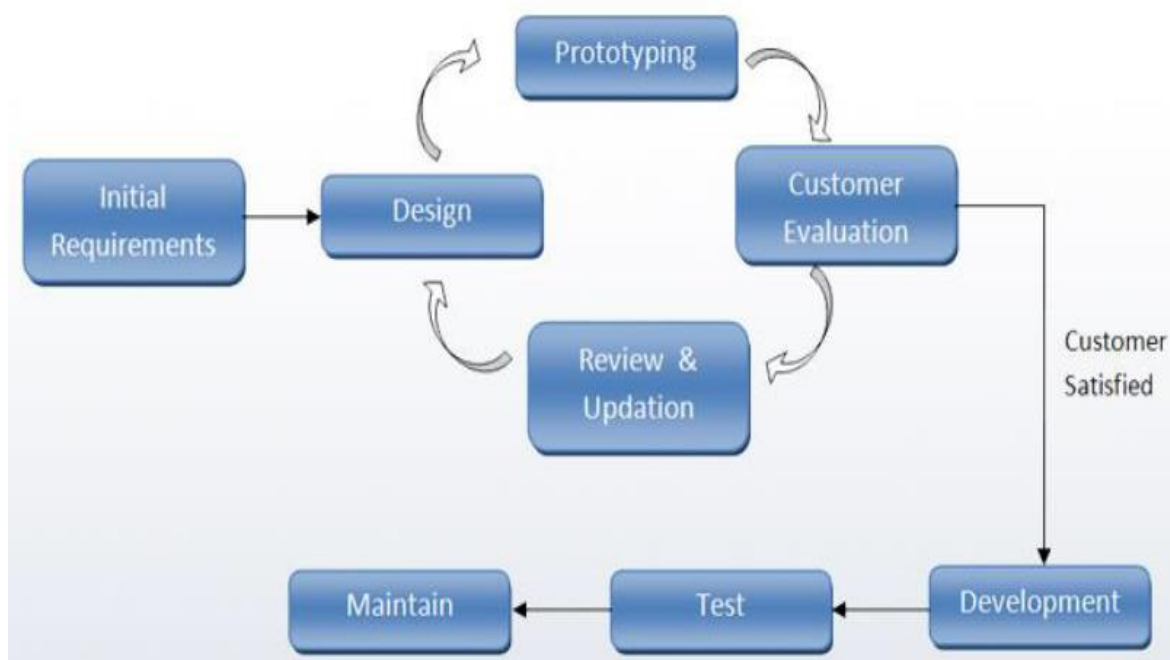 Prototyping
Initial
Requirements
Design
Customer
Evaluation
Review & 
Updation
Customer
Satisfied
Maintain
Test
Development